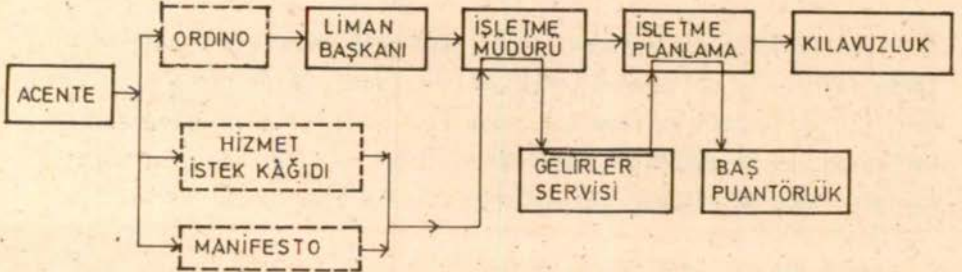 ACENTE
ORDINO
LİMAN
BAŞKANI
İŞLETME
MÜDÜRÜ
İŞLETME
PLANLAMA
KILAVUZLUK
HİZMET
İSTEK KAĞIDI
MANİFESTO
GELİRLER
SERVİSİ
BAŞ
PUANTÖRLÜK